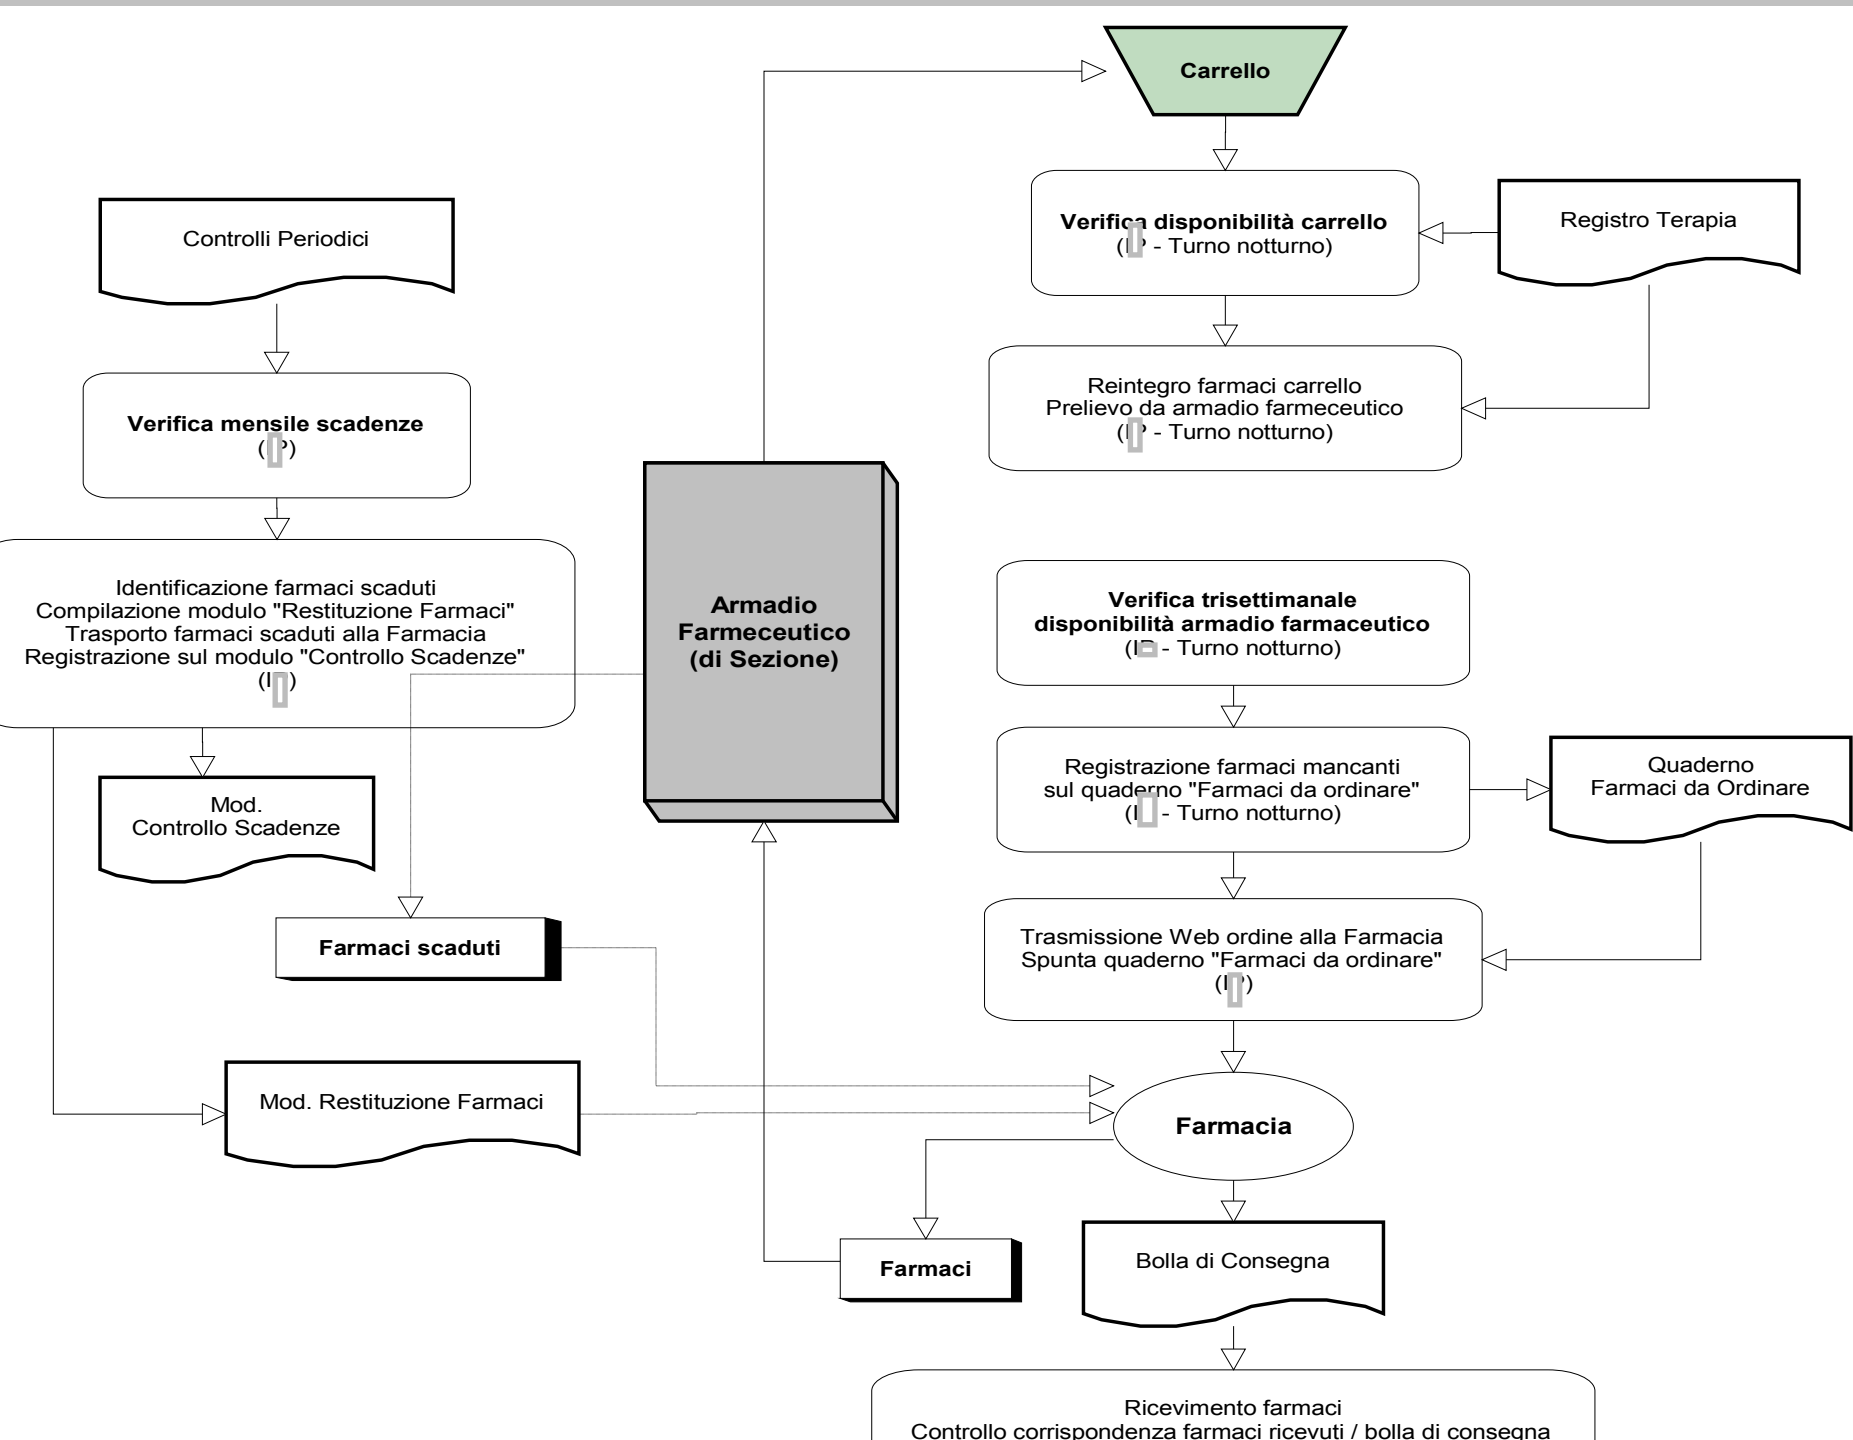 Carrello
Verifica disponibilità carrello
(IP - Turno notturno)
Registro Terapia
Controlli Periodici
Verifica mensile scadenze
(IP)
Reintegro farmaci carrello
Prelievo da armadio farmeceutico
(IP - Turno notturno)
Identificazione farmaci scaduti
Compilazione modulo "Restituzione Farmaci"
Trasporto farmaci scaduti alla Farmacia
Registrazione sul modulo "Controllo Scadenze"
(IP)
Armadio
Farmeceutico
(di Sezione)
Verifica trisettimanale
disponibilità armadio farmaceutico
(IP - Turno notturno)
Registrazione farmaci mancanti
sul quaderno "Farmaci da ordinare"
(IP - Turno notturno)
Quaderno
Farmaci da Ordinare
Mod.
Controllo Scadenze
Farmaci scaduti
Trasmissione Web ordine alla Farmacia
Spunta quaderno "Farmaci da ordinare"
(IP)
Mod. Restituzione Farmaci
Farmacia
Farmaci
Bolla di Consegna
Ricevimento farmaci
Controllo corrispondenza farmaci ricevuti / bolla di consegna